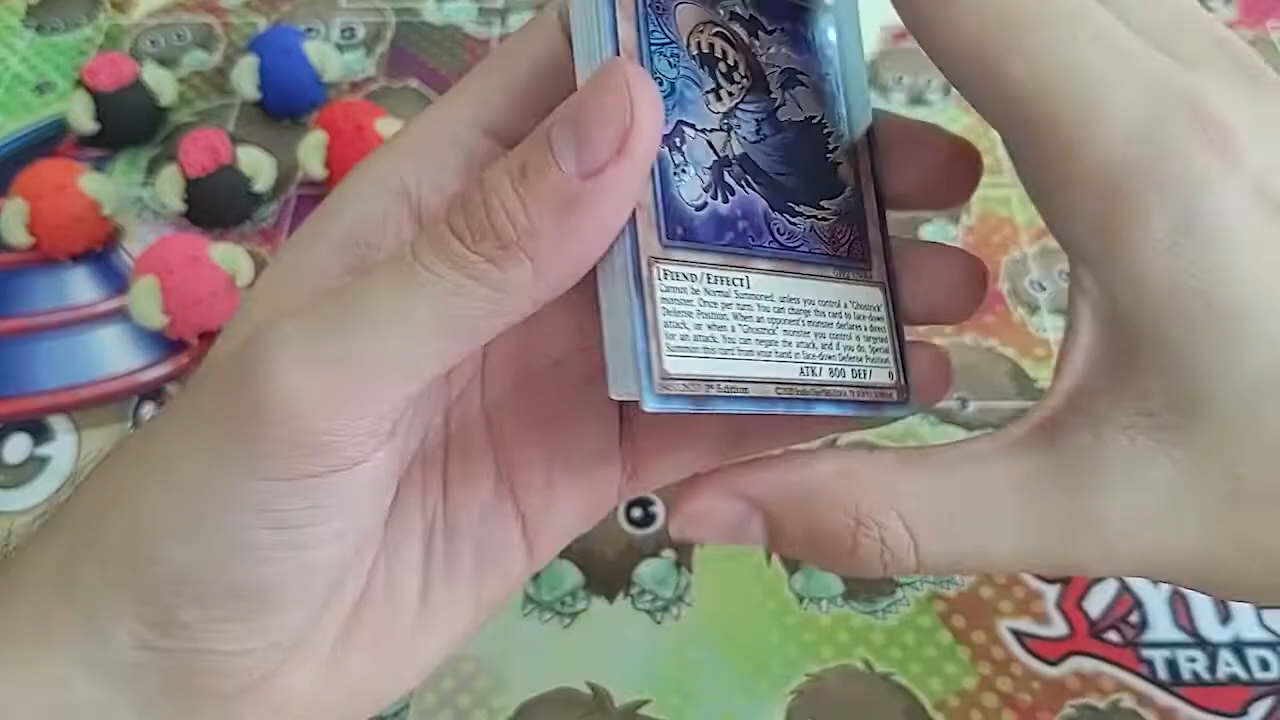 [FIEND/EFFECT]
Cannot be Normal Summoned, unless you control a "Ghostrick"
monster. Once per turn: You can change this card to face-down
Defense Position. When an opponent's monster declares a direct
attack, or when a "Ghostrick" monster you control is targeted
for an attack: You can negate the attack, and if you do, Special
Summon this card from your hand in face-down Defense Position.
ATK/ 800 DEF/ 0
1st Edition
TRAD